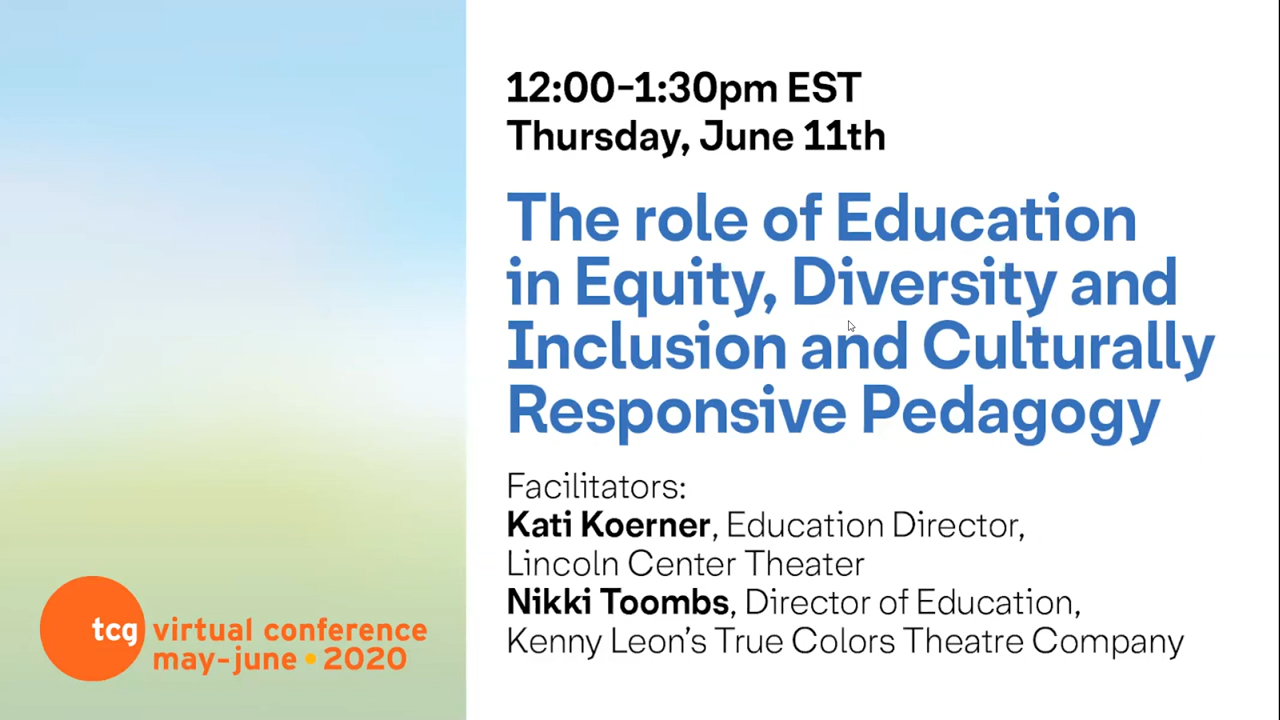 12:00-1:30pm EST
Thursday, June 11th
The role of Education
in Equity, Diversity and
Inclusion and Culturally
Responsive Pedagogy
Facilitators:
Kati Koerner, Education Director,
Lincoln Center Theater
Nikki Toombs, Director of Education,
Kenny Leon’s True Colors Theatre Company
tcg virtual conference
may-june • 2020